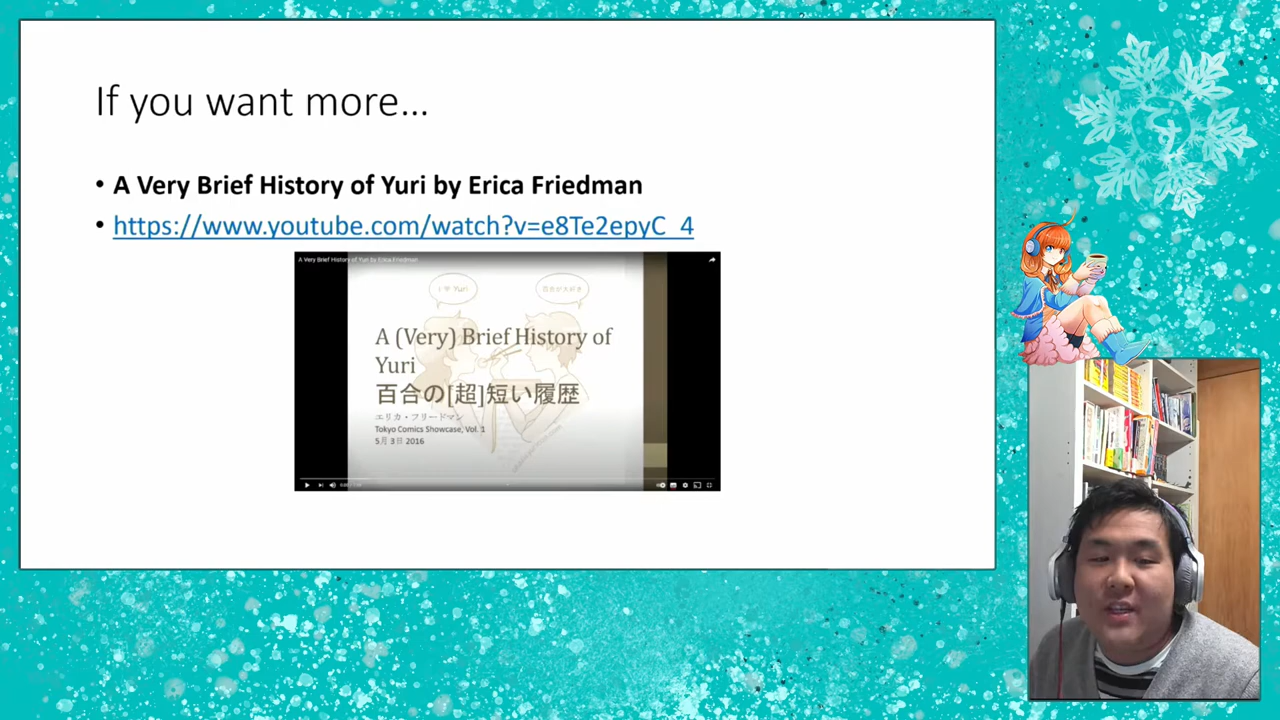 If you want more...
• A Very Brief History of Yuri by Erica Friedman
• https://www.youtube.com/watch?v=e8Te2epyC_4
A Very Brief History of Yuri by Erica Friedman
I ♡ Yuri
百合が大好き
A (Very) Brief History of
Yuri
百合の[超]短い履歴
エリカ・フリードマン
Tokyo Comics Showcase, Vol. 1
5月 3日 2016